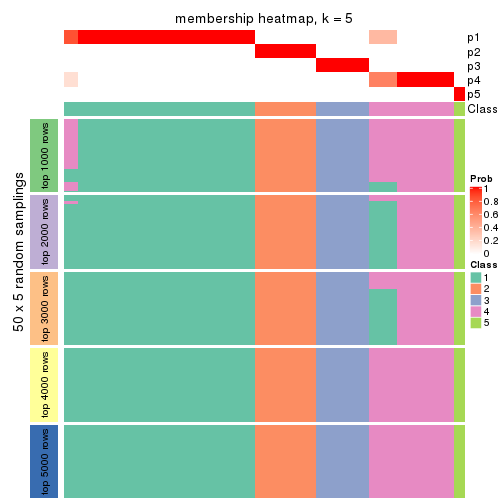 membership heatmap, k = 5
p1
p2
p3
p4
p5
Class
50 x 5 random samplings
top 1000 rows
top 2000 rows
top 3000 rows
top 4000 rows
top 5000 rows
Prob
1
0.8
0.6
0.4
0.2
0
Class
1
2
3
4
5